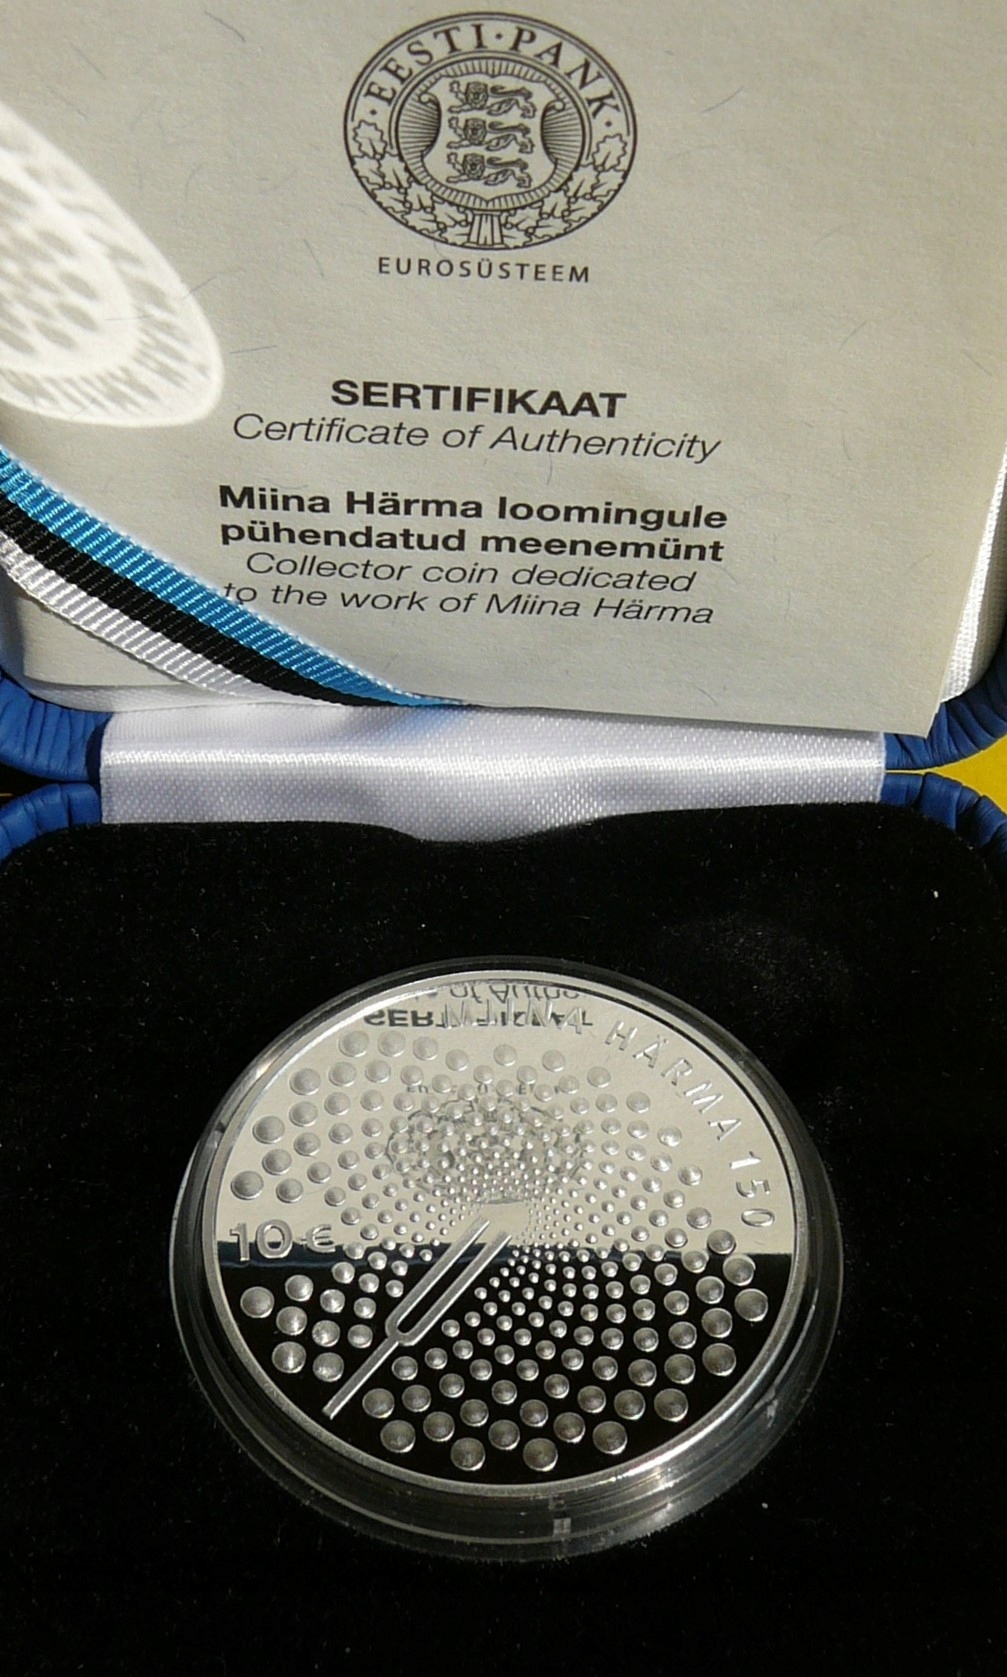 ·EESTI·PANK·
EUROSÜSTEEM
SERTIFIKAAT
Certificate of Authenticity
Miina Härma loomingule
pühendatud meenemünt
Collector coin dedicated
to the work of Miina Härma
MIINA HÄRMA 150
10 €